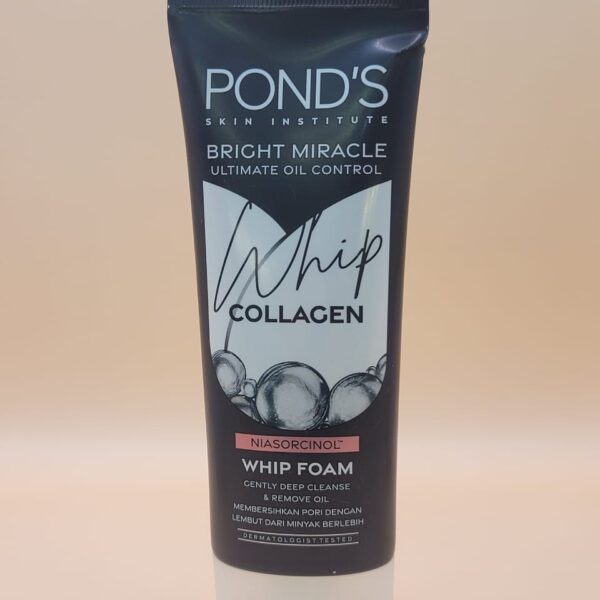 POND'S
SKIN INSTITUTE
BRIGHT MIRACLE
ULTIMATE OIL CONTROL
Whip
COLLAGEN
NIASORCINOL™
WHIP FOAM
GENTLY DEEP CLEANSE
& REMOVE OIL
MEMBERSIHKAN PORI DENGAN
LEMBUT DARI MINYAK BERLEBIH
DERMATOLOGIST TESTED